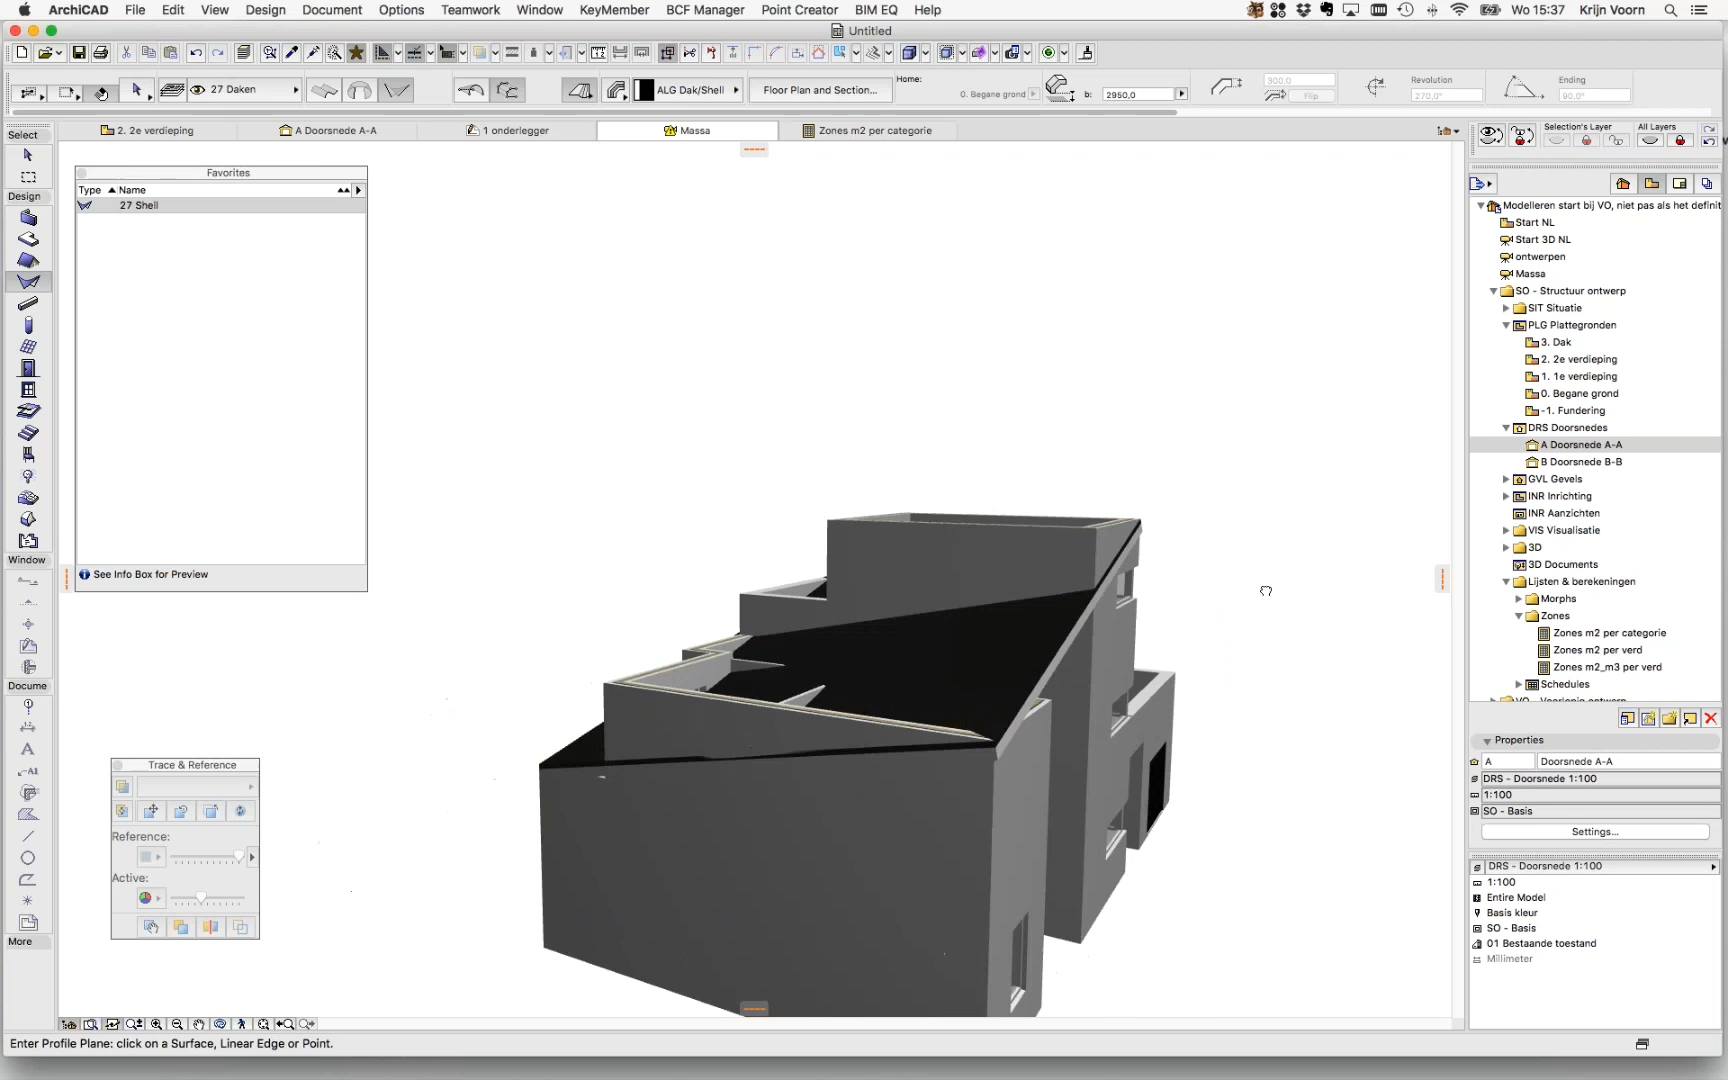 ArchiCAD File Edit View Design Document Options Teamwork Window KeyMember BCF Manager Point Creator BIM EQ Help Wo 15:37 Krijn Voorn
Untitled
27 Daken ALG Dak/Shell Floor Plan and Section... Home: 0. Begane grond b: 2950,0 300.0 Flip Revolution 270,0° Ending 90,0°
Select 2. 2e verdieping A Doorsnede A-A 1 onderlegger Massa Zones m2 per categorie Selection's Layer All Layers
Favorites
Type Name
27 Shell
See Info Box for Preview
Design
Window
Docume
More
Trace & Reference
Reference:
Active:
Modelleren start bij VO, niet pas als het definit
Start NL
Start 3D NL
ontwerpen
Massa
SO - Structuur ontwerp
SIT Situatie
PLG Plattegronden
3. Dak
2. 2e verdieping
1. 1e verdieping
0. Begane grond
-1. Fundering
DRS Doorsnedes
A Doorsnede A-A
B Doorsnede B-B
GVL Gevels
INR Inrichting
INR Aanzichten
VIS Visualisatie
3D
3D Documents
Lijsten & berekeningen
Morphs
Zones
Zones m2 per categorie
Zones m2 per verd
Zones m2_m3 per verd
Schedules
Properties
A Doorsnede A-A
DRS - Doorsnede 1:100
1:100
SO - Basis
Settings...
DRS - Doorsnede 1:100
1:100
Entire Model
Basis kleur
SO - Basis
01 Bestaande toestand
Millimeter
Enter Profile Plane: click on a Surface, Linear Edge or Point.